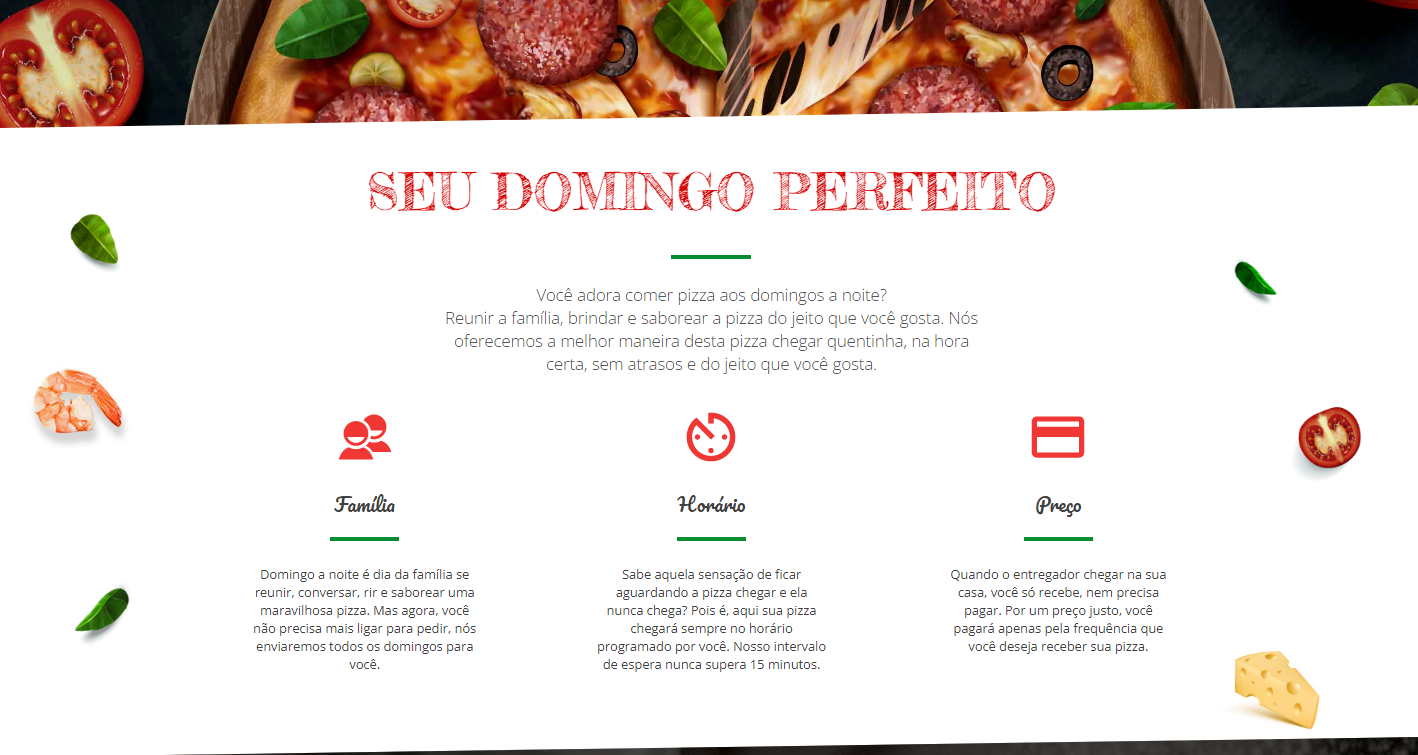 SEU DOMINGO PERFEITO
Você adora comer pizza aos domingos a noite?
Reunir a família, brindar e saborear a pizza do jeito que você gosta. Nós
oferecemos a melhor maneira desta pizza chegar quentinha, na hora
certa, sem atrasos e do jeito que você gosta.
Família
Domingo a noite é dia da família se
reunir, conversar, rir e saborear uma
maravilhosa pizza. Mas agora, você
não precisa mais ligar para pedir, nós
enviaremos todos os domingos para
você.
Horário
Sabe aquela sensação de ficar
aguardando a pizza chegar e ela
nunca chega? Pois é, aqui sua pizza
chegará sempre no horário
programado por você. Nosso intervalo
de espera nunca supera 15 minutos.
Preço
Quando o entregador chegar na sua
casa, você só recebe, nem precisa
pagar. Por um preço justo, você
pagará apenas pela frequência que
você deseja receber sua pizza.